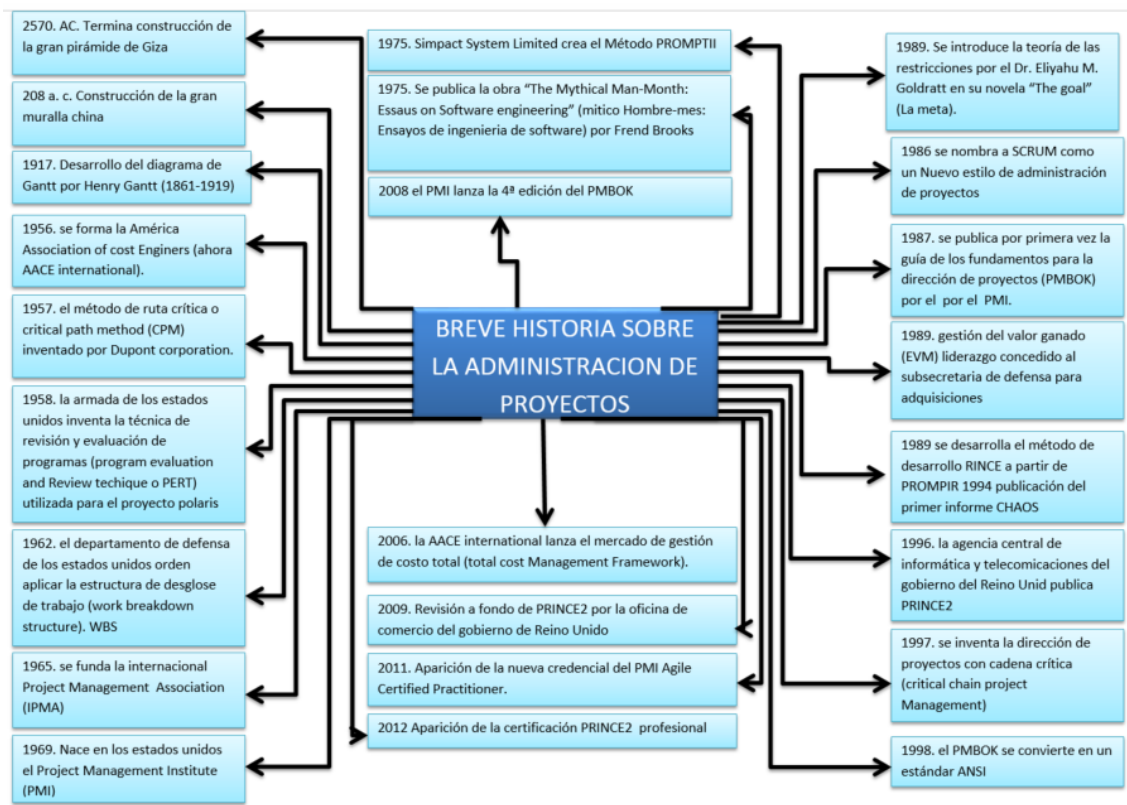 2570. AC. Termina construcción de
la gran pirámide de Giza
208 a. c. Construcción de la gran
muralla china
1917. Desarrollo del diagrama de
Gantt por Henry Gantt (1861-1919)
1956. se forma la América
Association of cost Enginers (ahora
AACE international).
1957. el método de ruta crítica o
critical path method (CPM)
inventado por Dupont corporation.
1958. la armada de los estados
unidos inventa la técnica de
revisión y evaluación de
programas (program evaluation
and Review techique o PERT)
utilizada para el proyecto polaris
1962. el departamento de defensa
de los estados unidos orden
aplicar la estructura de desglose
de trabajo (work breakdown
structure). WBS
1965. se funda la internacional
Project Management Association
(IPMA)
1969. Nace en los estados unidos
el Project Management Institute
(PMI)
1975. Simpact System Limited crea el Método PROMPTII
1975. Se publica la obra “The Mythical Man-Month:
Essaus on Software engineering” (mitico Hombre-mes:
Ensayos de ingenieria de software) por Frend Brooks
2008 el PMI lanza la 4ª edición del PMBOK
BREVE HISTORIA SOBRE
LA ADMINISTRACION DE
PROYECTOS
2006. la AACE international lanza el mercado de gestión
de costo total (total cost Management Framework).
2009. Revisión a fondo de PRINCE2 por la oficina de
comercio del gobierno de Reino Unido
2011. Aparición de la nueva credencial del PMI Agile
Certified Practitioner.
2012 Aparición de la certificación PRINCE2 profesional
1989. Se introduce la teoría de las
restricciones por el Dr. Eliyahu M.
Goldratt en su novela “The goal”
(La meta).
1986 se nombra a SCRUM como
un Nuevo estilo de administración
de proyectos
1987. se publica por primera vez la
guía de los fundamentos para la
dirección de proyectos (PMBOK)
por el por el PMI.
1989. gestión del valor ganado
(EVM) liderazgo concedido al
subsecretaria de defensa para
adquisiciones
1989 se desarrolla el método de
desarrollo RINCE a partir de
PROMPIR 1994 publicación del
primer informe CHAOS
1996. la agencia central de
informática y telecomicaciones del
gobierno del Reino Unid publica
PRINCE2
1997. se inventa la dirección de
proyectos con cadena crítica
(critical chain project
Management)
1998. el PMBOK se convierte en un
estándar ANSI